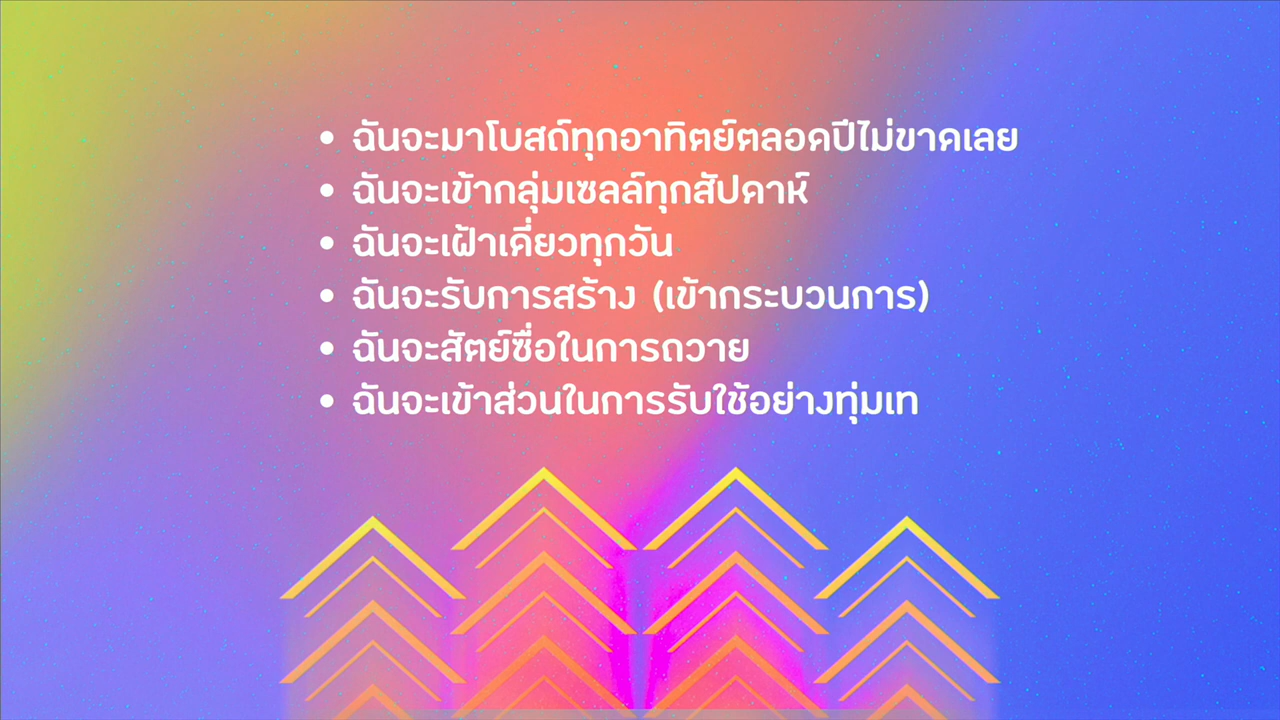 • ฉันจะมาโบสถ์ทุกอาทิตย์ตลอดปีไม่ขาดเลย
• ฉันจะเข้ากลุ่มเซลล์ทุกสัปดาห์
• ฉันจะเฝ้าเดี่ยวทุกวัน
• ฉันจะรับการสร้าง (เข้ากระบวนการ)
• ฉันจะสัตย์ซื่อในการถวาย
• ฉันจะเข้าส่วนในการรับใช้อย่างทุ่มเท